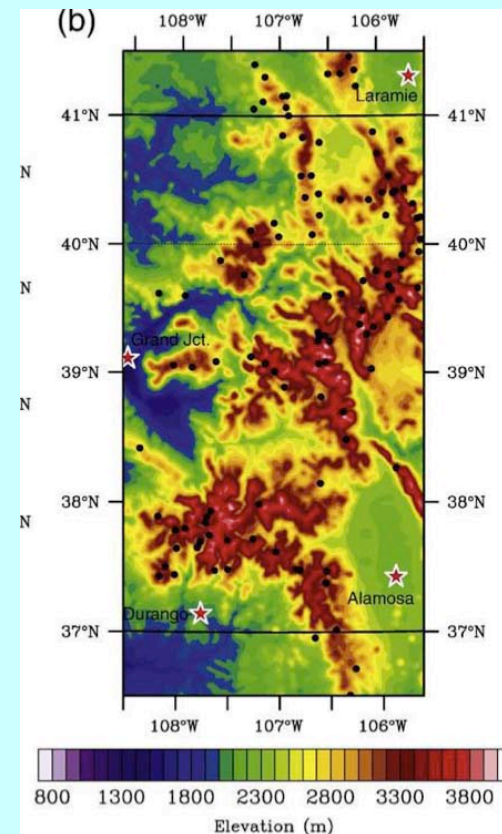 (b)
108°W 107°W 106°W
Laramie
41°N 41°N
N
40°N 40°N
N
Grand Jct.
39°N 39°N
N
38°N 38°N
N
Alamosa
Durango
37°N 37°N
108°W 107°W 106°W
800 1300 1800 2300 2800 3300 3800
Elevation (m)